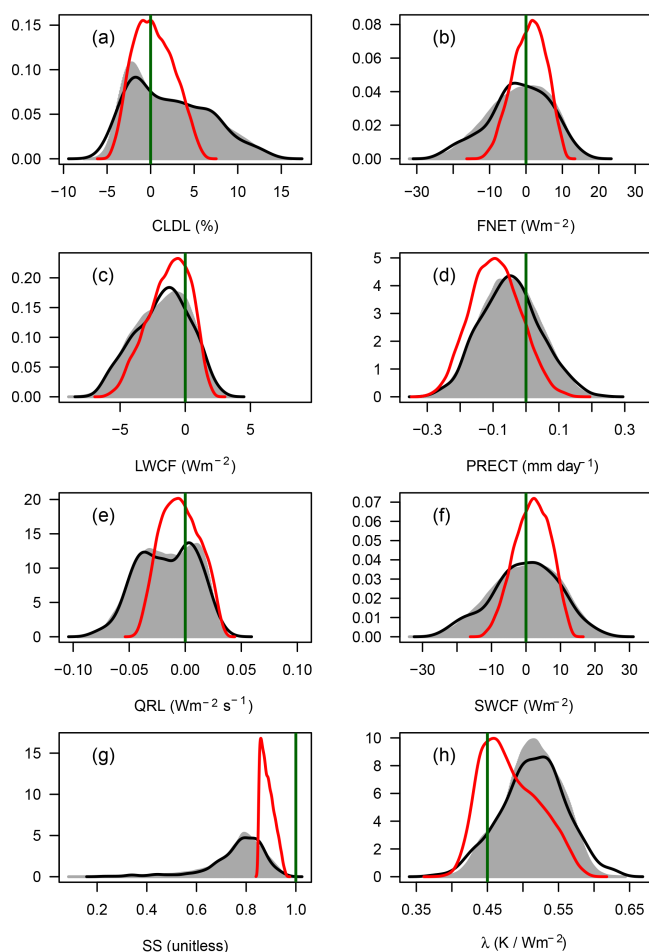 (a)
0.15
0.10
0.05
0.00
−10 −5 0 5 10 15
CLDL (%)
(b)
0.08
0.06
0.04
0.02
0.00
−30 −10 0 10 20 30
FNET (Wm−2)
(c)
0.20
0.15
0.10
0.05
0.00
−5 0 5
LWCF (Wm−2)
(d)
5
4
3
2
1
0
−0.3 −0.1 0.1 0.3
PRECT (mm day−1)
(e)
20
15
10
5
0
−0.10 −0.05 0.00 0.05 0.10
QRL (Wm−2 s−1)
(f)
0.07
0.06
0.05
0.04
0.03
0.02
0.01
0.00
−30 −10 0 10 20 30
SWCF (Wm−2)
(g)
15
10
5
0
0.2 0.4 0.6 0.8 1.0
SS (unitless)
(h)
10
8
6
4
2
0
0.35 0.45 0.55 0.65
λ (K / Wm−2)